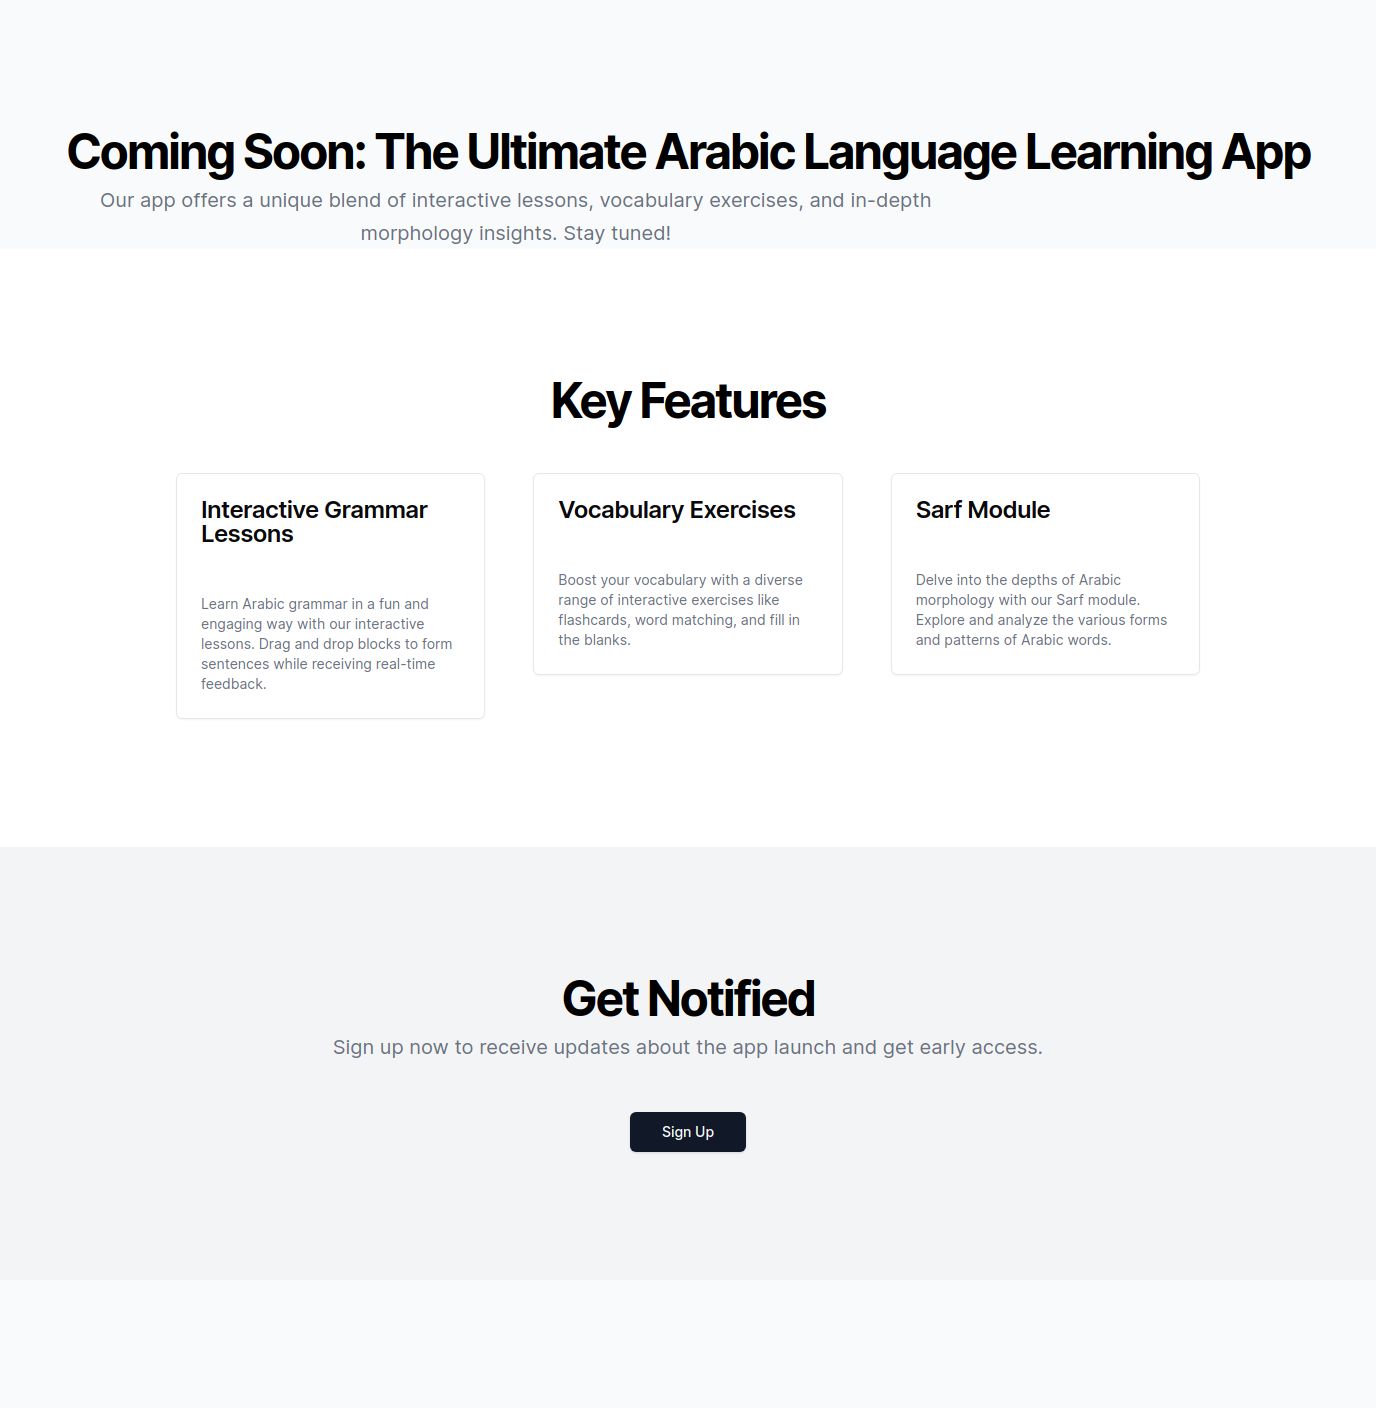 Coming Soon: The Ultimate Arabic Language Learning App
Our app offers a unique blend of interactive lessons, vocabulary exercises, and in-depth
morphology insights. Stay tuned!
Key Features
Interactive Grammar
Lessons
Learn Arabic grammar in a fun and
engaging way with our interactive
lessons. Drag and drop blocks to form
sentences while receiving real-time
feedback.
Vocabulary Exercises
Boost your vocabulary with a diverse
range of interactive exercises like
flashcards, word matching, and fill in
the blanks.
Sarf Module
Delve into the depths of Arabic
morphology with our Sarf module.
Explore and analyze the various forms
and patterns of Arabic words.
Get Notified
Sign up now to receive updates about the app launch and get early access.
Sign Up